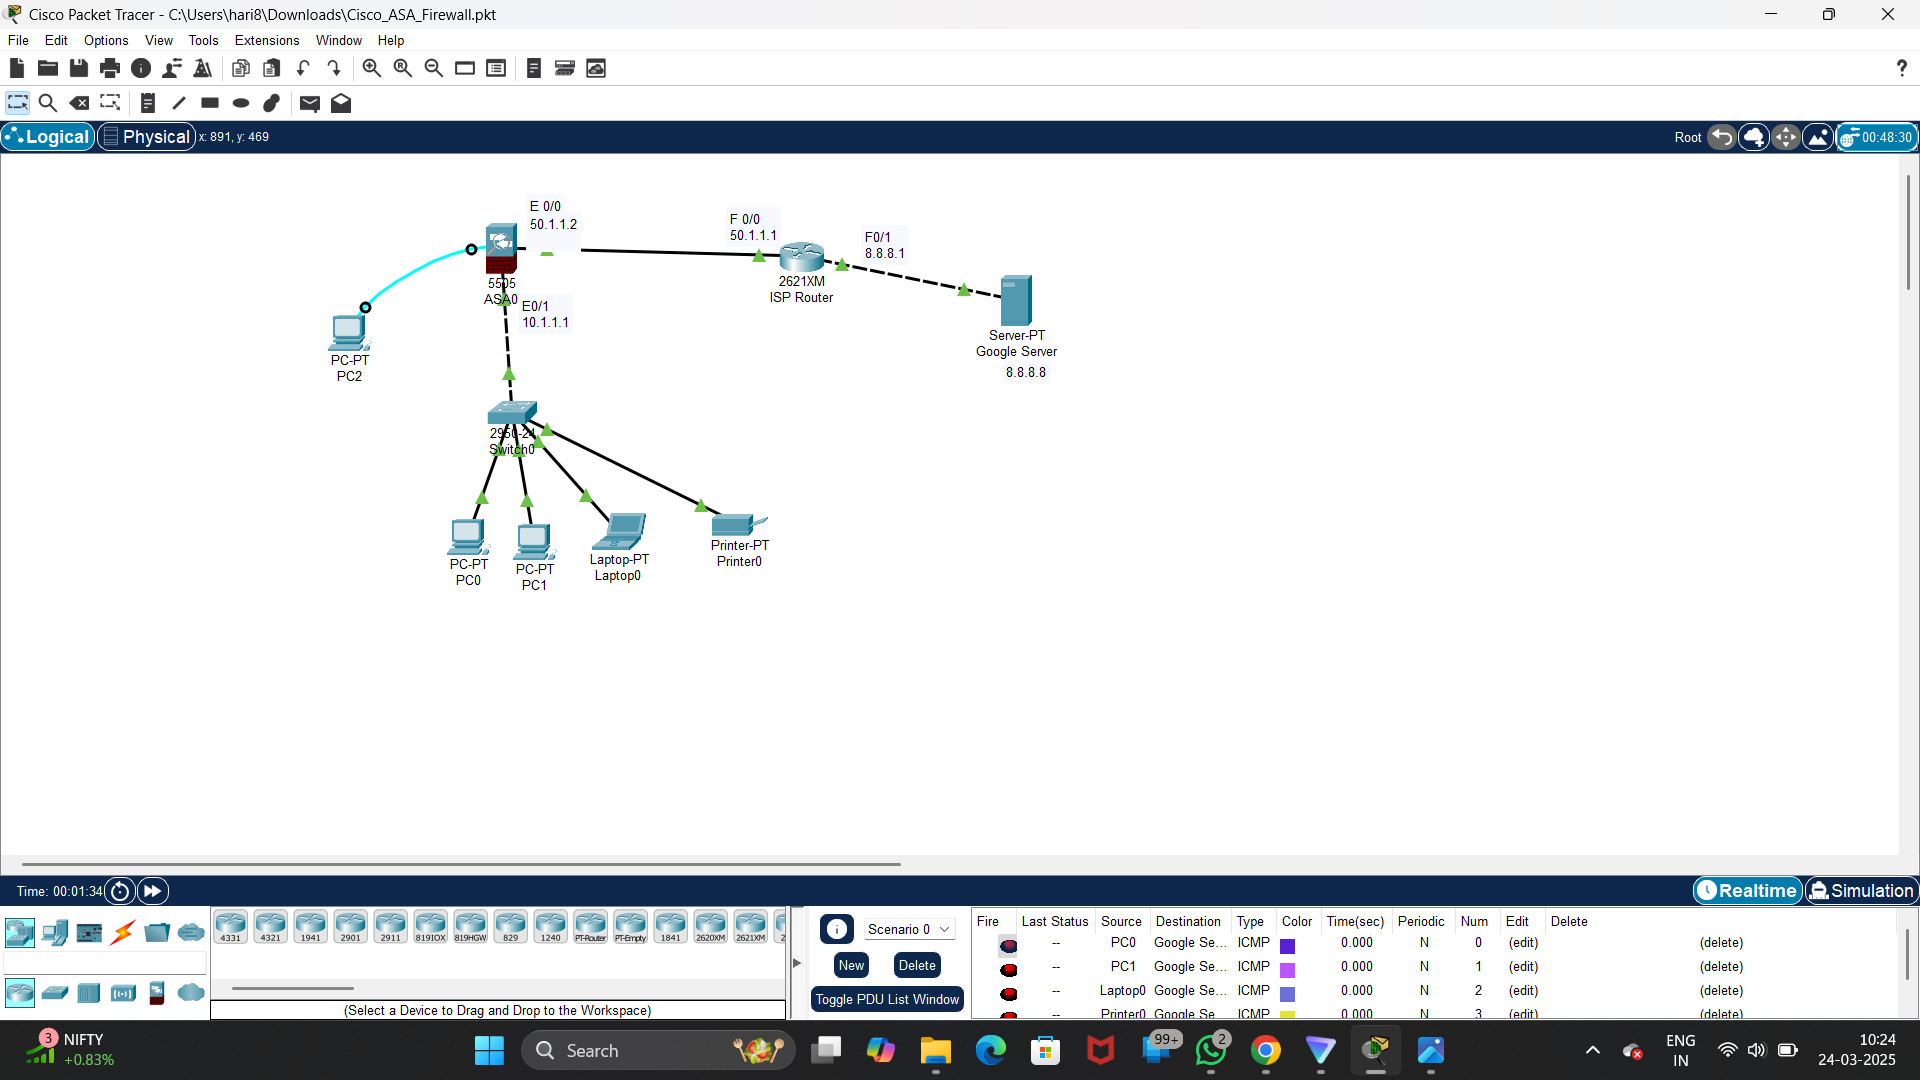 Cisco Packet Tracer - C:\Users\hari8\Downloads\Cisco_ASA_Firewall.pkt
File Edit Options View Tools Extensions Window Help
?
Logical Physical x: 891, y: 469 Root 00:48:30
E 0/0
50.1.1.2
F 0/0
50.1.1.1
F0/1
8.8.8.1
5505
ASA0
2621XM
ISP Router
E0/1
10.1.1.1
Server-PT
Google Server
8.8.8.8
PC-PT
PC2
2950-24
Switch0
PC-PT
PC0
PC-PT
PC1
Laptop-PT
Laptop0
Printer-PT
Printer0
Time: 00:01:34 Realtime Simulation
4331 4321 1941 2901 2911 819IOX 819HGW 829 1240 PT-Router PT-Empty 1841 2620XM 2621XM 2
(Select a Device to Drag and Drop to the Workspace)
Scenario 0
New Delete
Toggle PDU List Window
Fire Last Status Source Destination Type Color Time(sec) Periodic Num Edit Delete
-- PC0 Google Se... ICMP 0.000 N 0 (edit) (delete)
-- PC1 Google Se... ICMP 0.000 N 1 (edit) (delete)
-- Laptop0 Google Se... ICMP 0.000 N 2 (edit) (delete)
-- Printer0 Google Se... ICMP 0.000 N 3 (edit) (delete)
3 NIFTY
+0.83%
Search
99+
2
ENG
IN
10:24
24-03-2025